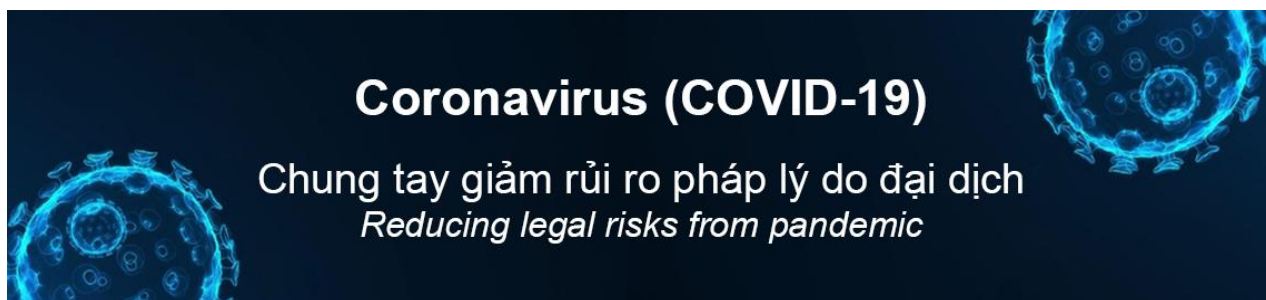 Coronavirus (COVID-19)
Chung tay giảm rủi ro pháp lý do đại dịch
Reducing legal risks from pandemic